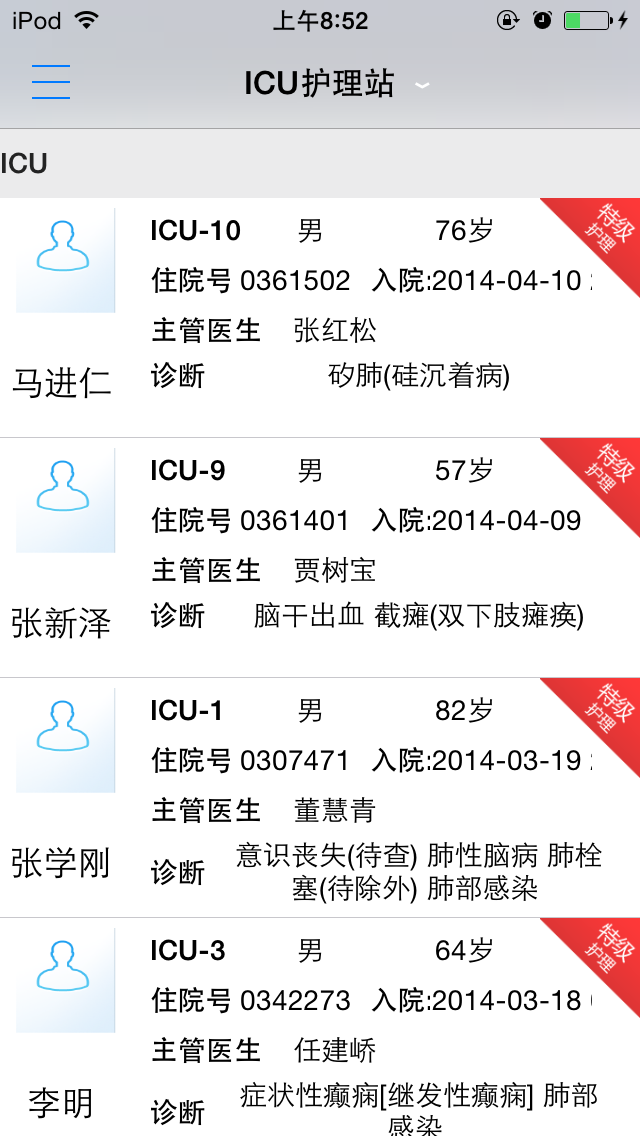 iPod 上午8:52
ICU护理站
ICU
ICU-10 男 76岁 特级护理
住院号 0361502 入院:2014-04-10
主管医生 张红松
马进仁 诊断 矽肺(硅沉着病)
ICU-9 男 57岁 特级护理
住院号 0361401 入院:2014-04-09
主管医生 贾树宝
张新泽 诊断 脑干出血 截瘫(双下肢瘫痪)
ICU-1 男 82岁 特级护理
住院号 0307471 入院:2014-03-19
主管医生 董慧青
张学刚 诊断 意识丧失(待查) 肺性脑病 肺栓
塞(待除外) 肺部感染
ICU-3 男 64岁 特级护理
住院号 0342273 入院:2014-03-18
主管医生 任建峤
李明 诊断 症状性癫痫[继发性癫痫] 肺部
感染